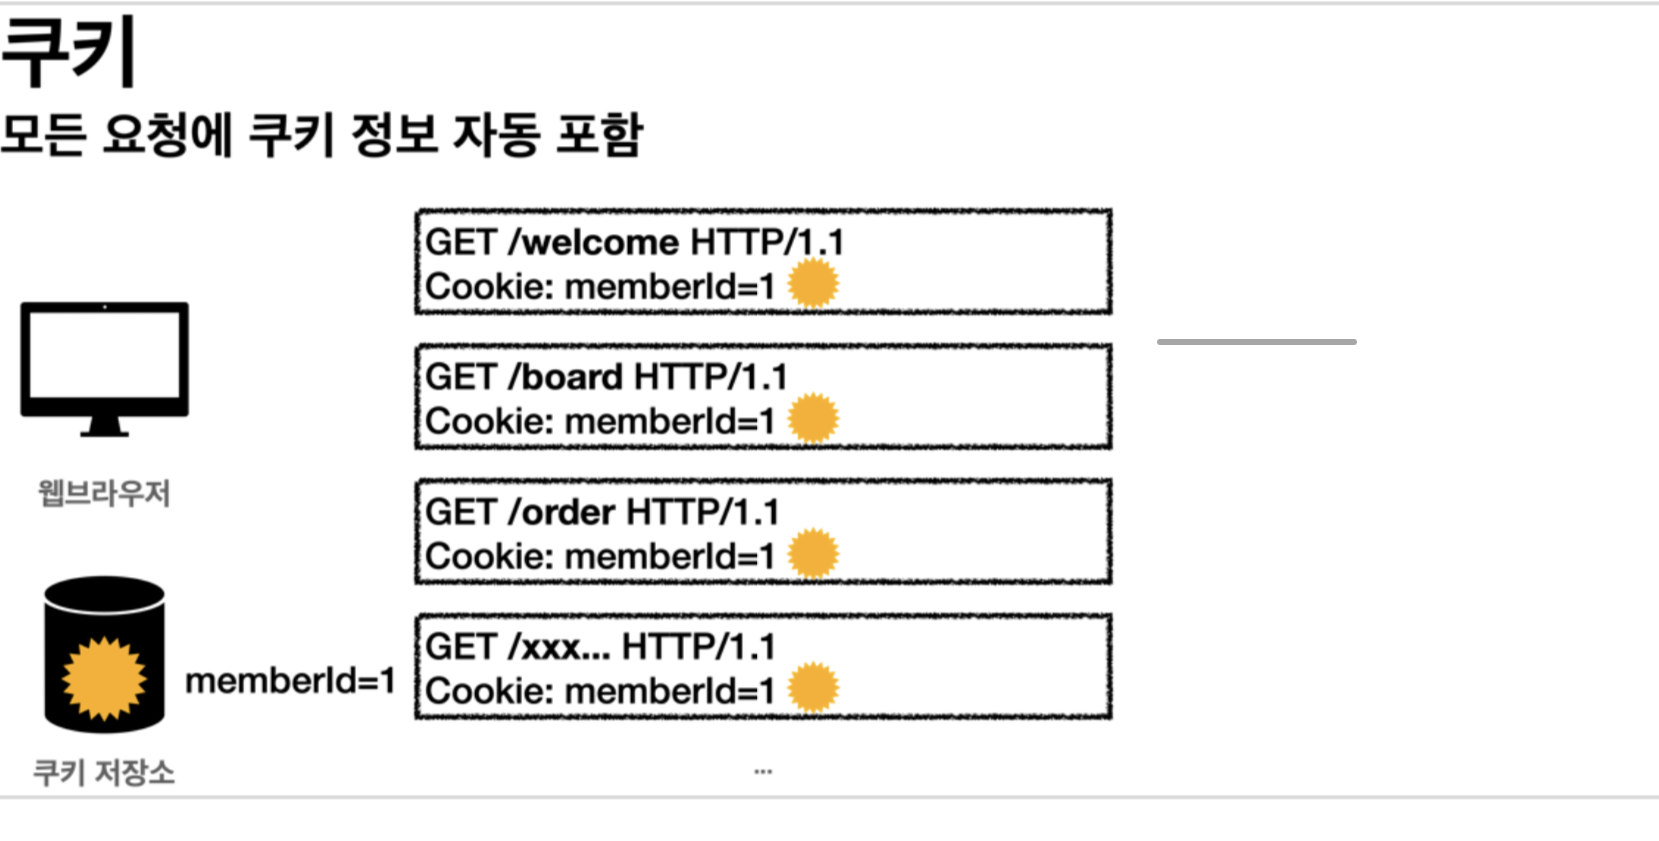 쿠키
모든 요청에 쿠키 정보 자동 포함
GET /welcome HTTP/1.1
Cookie: memberId=1
GET /board HTTP/1.1
Cookie: memberId=1
웹브라우저
GET /order HTTP/1.1
Cookie: memberId=1
GET /xxx... HTTP/1.1
memberId=1
Cookie: memberId=1
쿠키 저장소
...